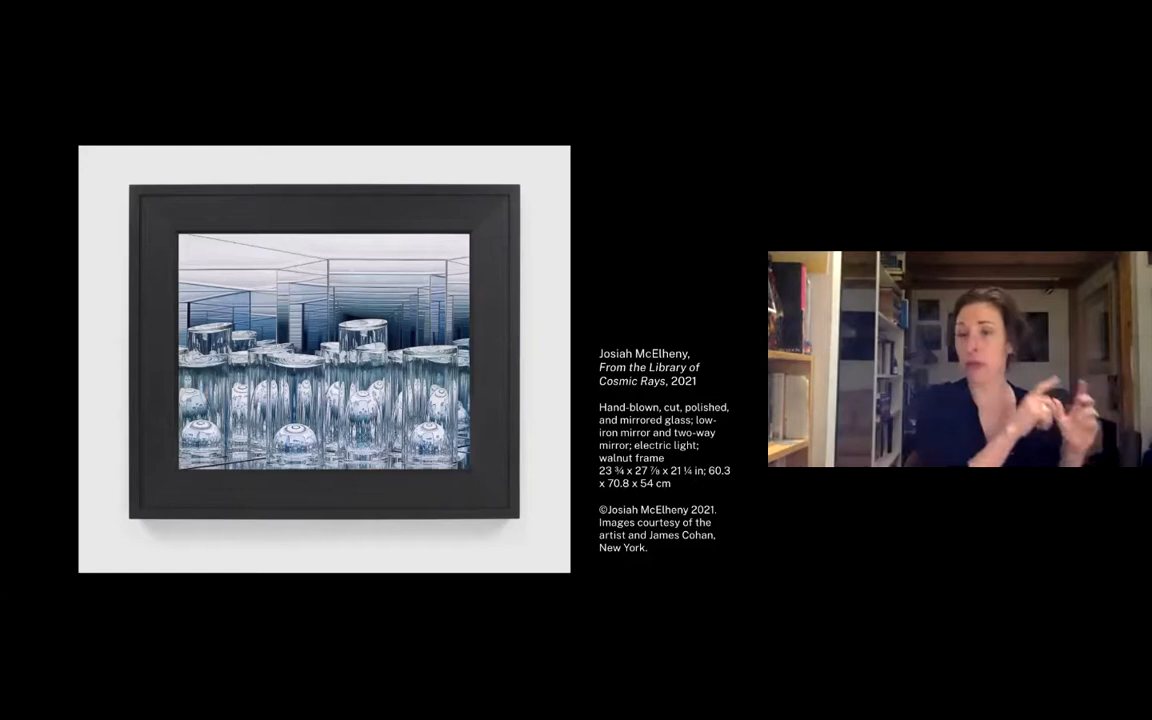 Josiah McElheny,
From the Library of
Cosmic Rays, 2021
Hand-blown, cut, polished,
and mirrored glass; low-
iron mirror and two-way
mirror; electric light;
walnut frame
23 ¾ x 27 ⅞ x 21 ¼ in; 60.3
x 70.8 x 54 cm
©Josiah McElheny 2021.
Images courtesy of the
artist and James Cohan,
New York.